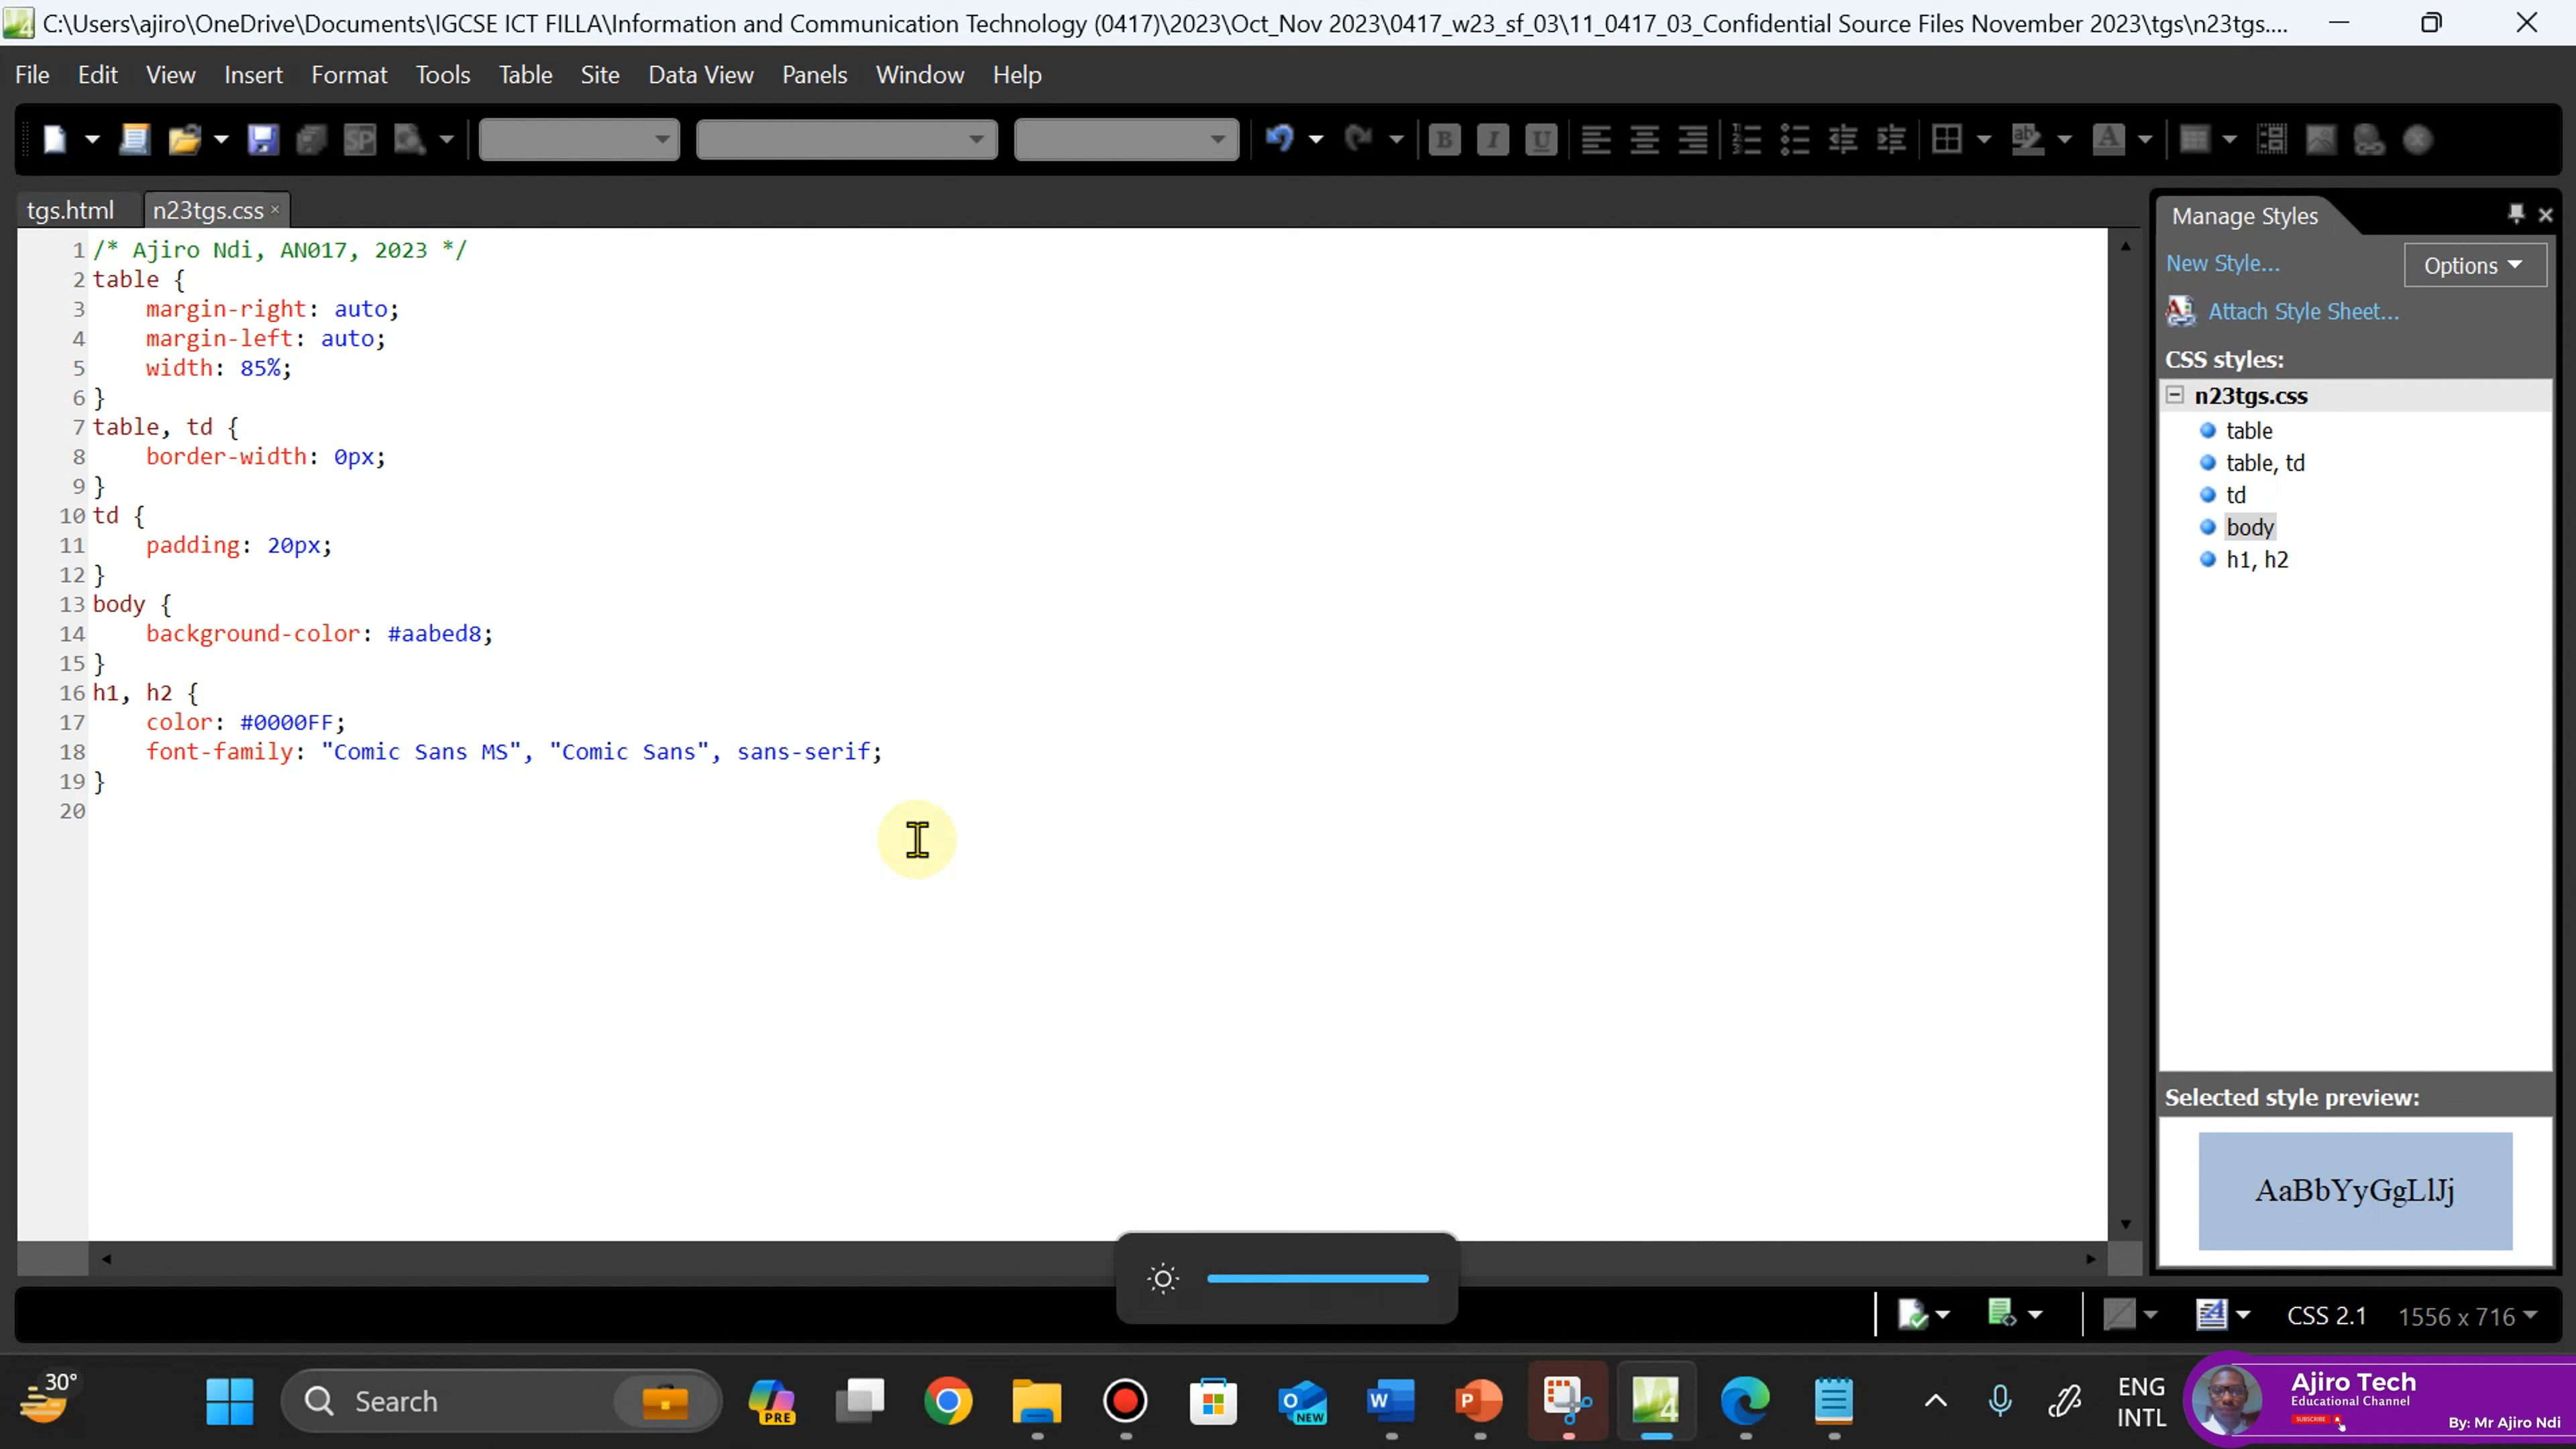 C:\Users\ajiro\OneDrive\Documents\IGCSE ICT FILLA\Information and Communication Technology (0417)\2023\Oct_Nov 2023\0417_w23_sf_03\11_0417_03_Confidential Source Files November 2023\tgs\n23tgs....
File Edit View Insert Format Tools Table Site Data View Panels Window Help
tgs.html n23tgs.css
1 /* Ajiro Ndi, AN017, 2023 */
2 table {
3 margin-right: auto;
4 margin-left: auto;
5 width: 85%;
6 }
7 table, td {
8 border-width: 0px;
9 }
10 td {
11 padding: 20px;
12 }
13 body {
14 background-color: #aabed8;
15 }
16 h1, h2 {
17 color: #0000FF;
18 font-family: "Comic Sans MS", "Comic Sans", sans-serif;
19 }
20
Manage Styles
New Style...
Options
Attach Style Sheet...
CSS styles:
n23tgs.css
table
table, td
td
body
h1, h2
Selected style preview:
AaBbYyGgLlJj
CSS 2.1 1556 x 716
30°
Search
PRE
NEW
ENG
INTL
Ajiro Tech
Educational Channel
SUBSCRIBE
By: Mr Ajiro Ndi